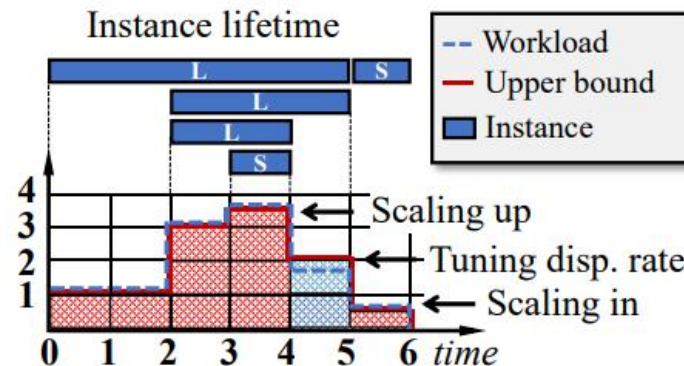 Instance lifetime
L
S
L
L
S
Workload
Upper bound
Instance
4
3
2
1
Scaling up
Tuning disp. rate
Scaling in
0 1 2 3 4 5 6 time